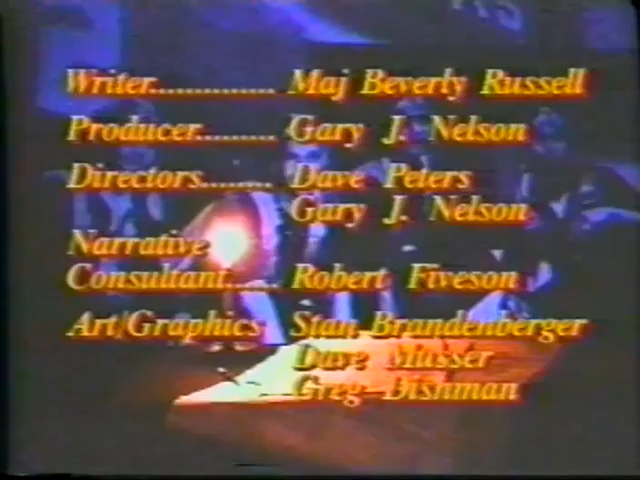 Writer.............. Maj Beverly Russell
Producer......... Gary J. Nelson
Directors........ Dave Peters
Gary J. Nelson
Narrative
Consultant...... Robert Fiveson
Art/Graphics Stan Brandenberger
Dave Musser
Greg Dishman